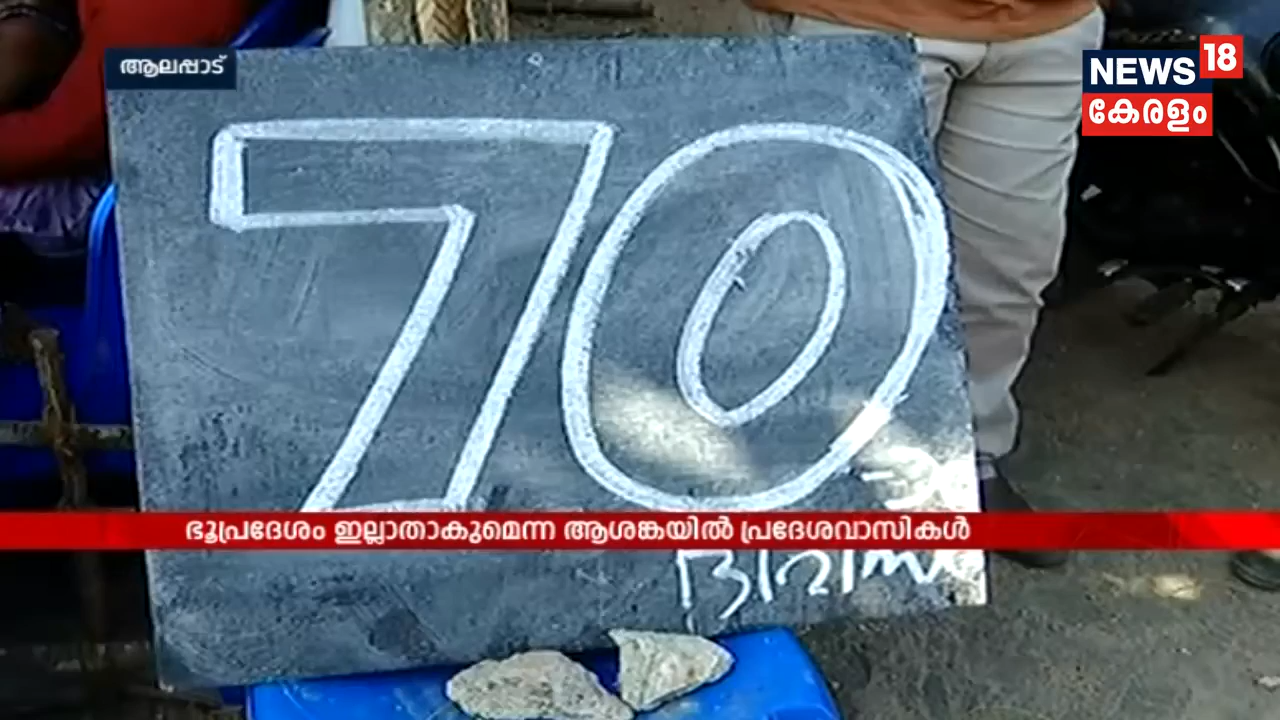 ആലപ്പാട്
NEWS 18
കേരളം
70
ഭൂപ്രദേശം ഇല്ലാതാകുമെന്ന ആശങ്കയിൽ പ്രദേശവാസികൾ